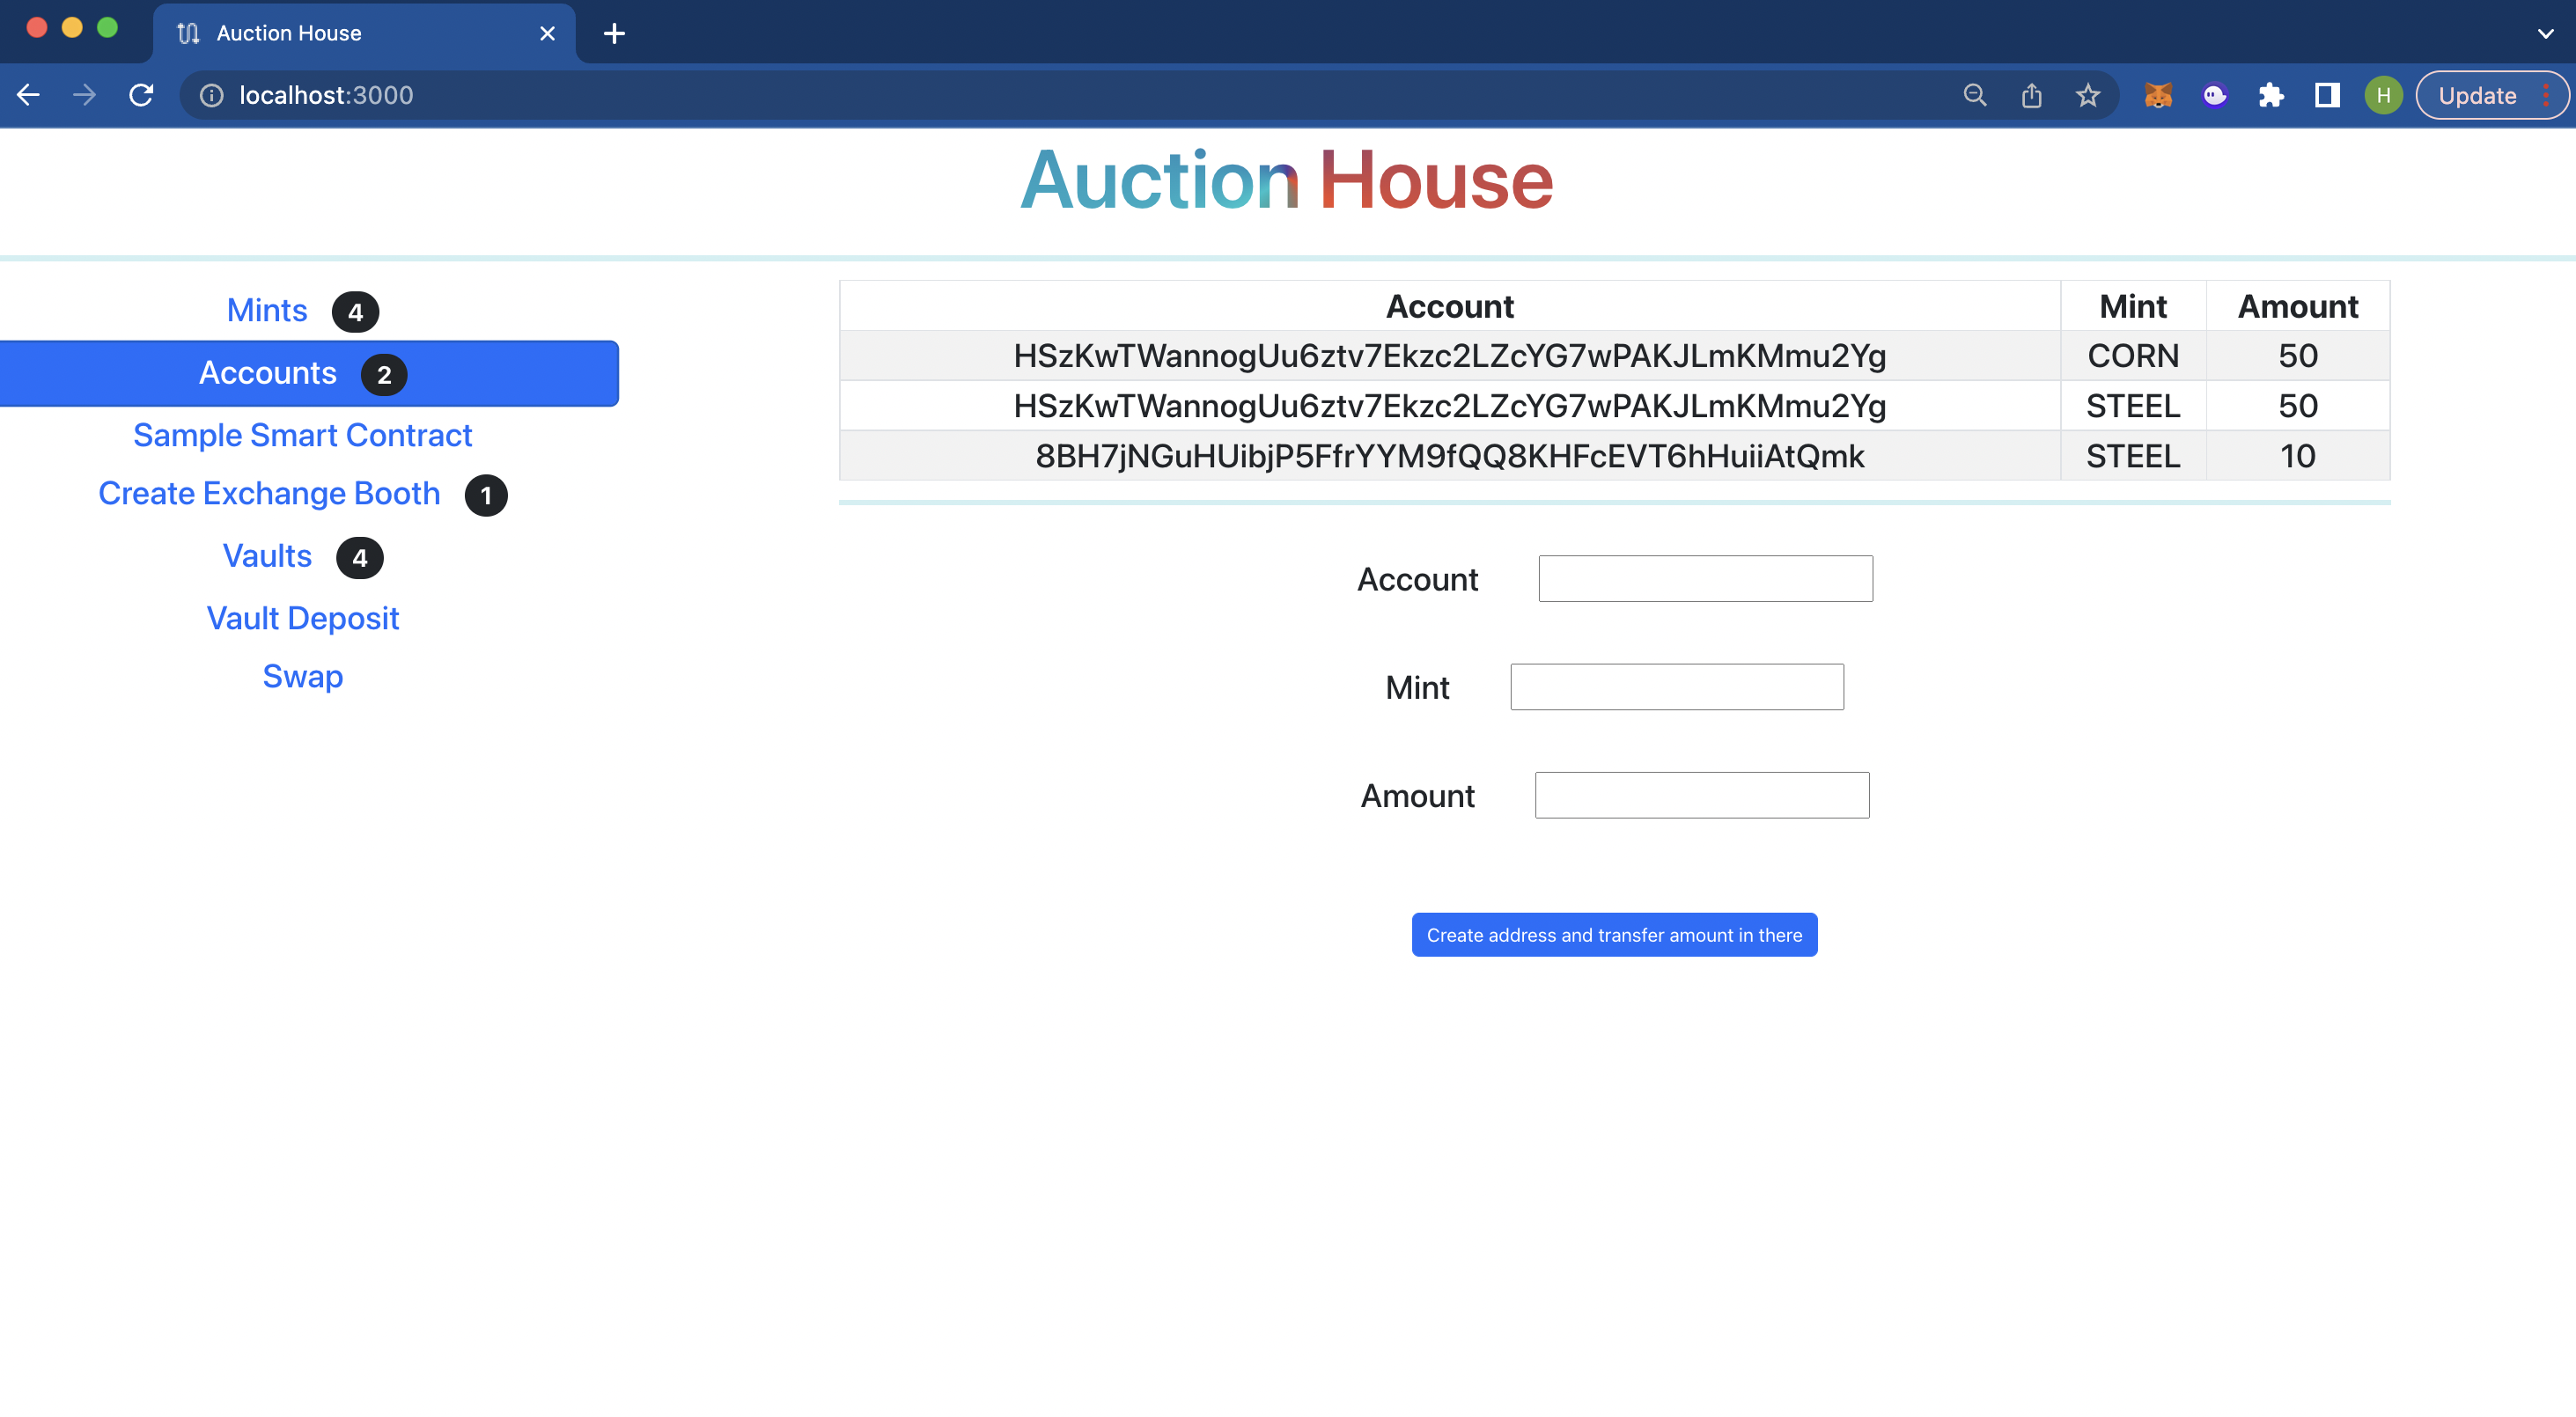 Auction House
localhost:3000
H
Update
Auction House
Mints 4
Accounts 2
Sample Smart Contract
Create Exchange Booth 1
Vaults 4
Vault Deposit
Swap
Account Mint Amount
HSzKwTWannogUu6ztv7Ekzc2LZcYG7wPAKJLmKMmu2Yg CORN 50
HSzKwTWannogUu6ztv7Ekzc2LZcYG7wPAKJLmKMmu2Yg STEEL 50
8BH7jNGuHUibjP5FfrYYM9fQQ8KHFcEVT6hHuiiAtQmk STEEL 10
Account
Mint
Amount
Create address and transfer amount in there